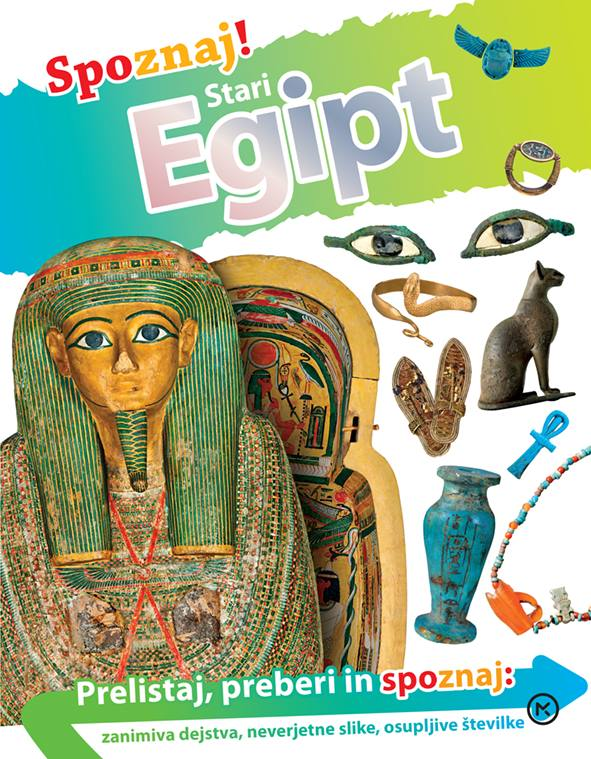 Spoznaj!
Stari
Egipt
Prelistaj, preberi in spoznaj:
zanimiva dejstva, neverjetne slike, osupljive številke